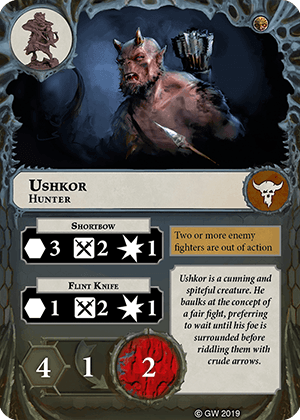 USHKOR
HUNTER
SHORTBOW
3 2 1
Two or more enemy
fighters are out of action
FLINT KNIFE
1 2 1
Ushkor is a cunning and
spiteful creature. He
baulks at the concept of
a fair fight, preferring
to wait until his foe is
surrounded before
riddling them with
crude arrows.
4 1 2
© GW 2019